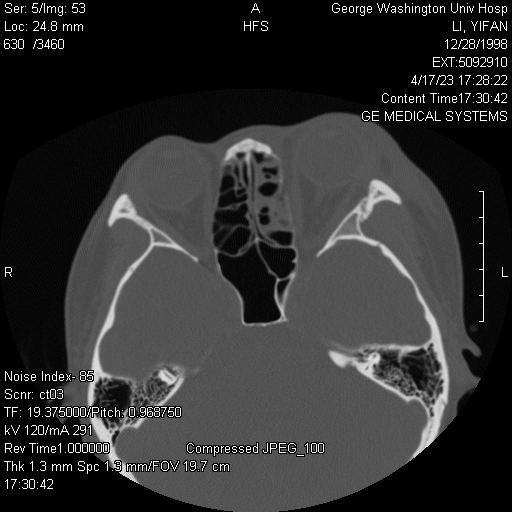 Ser: 5/Img: 53
Loc: 24.8 mm
630 /3460
A
HFS
George Washington Univ Hosp
LI, YIFAN
12/28/1998
EXT:5092910
4/17/23 17:28:22
Content Time17:30:42
GE MEDICAL SYSTEMS
R
L
Noise Index- 85
Scnr: ct03
TF: 19.375000/Pitch: 0.968750
kV 120/mA 291
Rev Time1.000000
Compressed JPEG_100
Thk 1.3 mm Spc 1.3 mm/FOV 19.7 cm
17:30:42